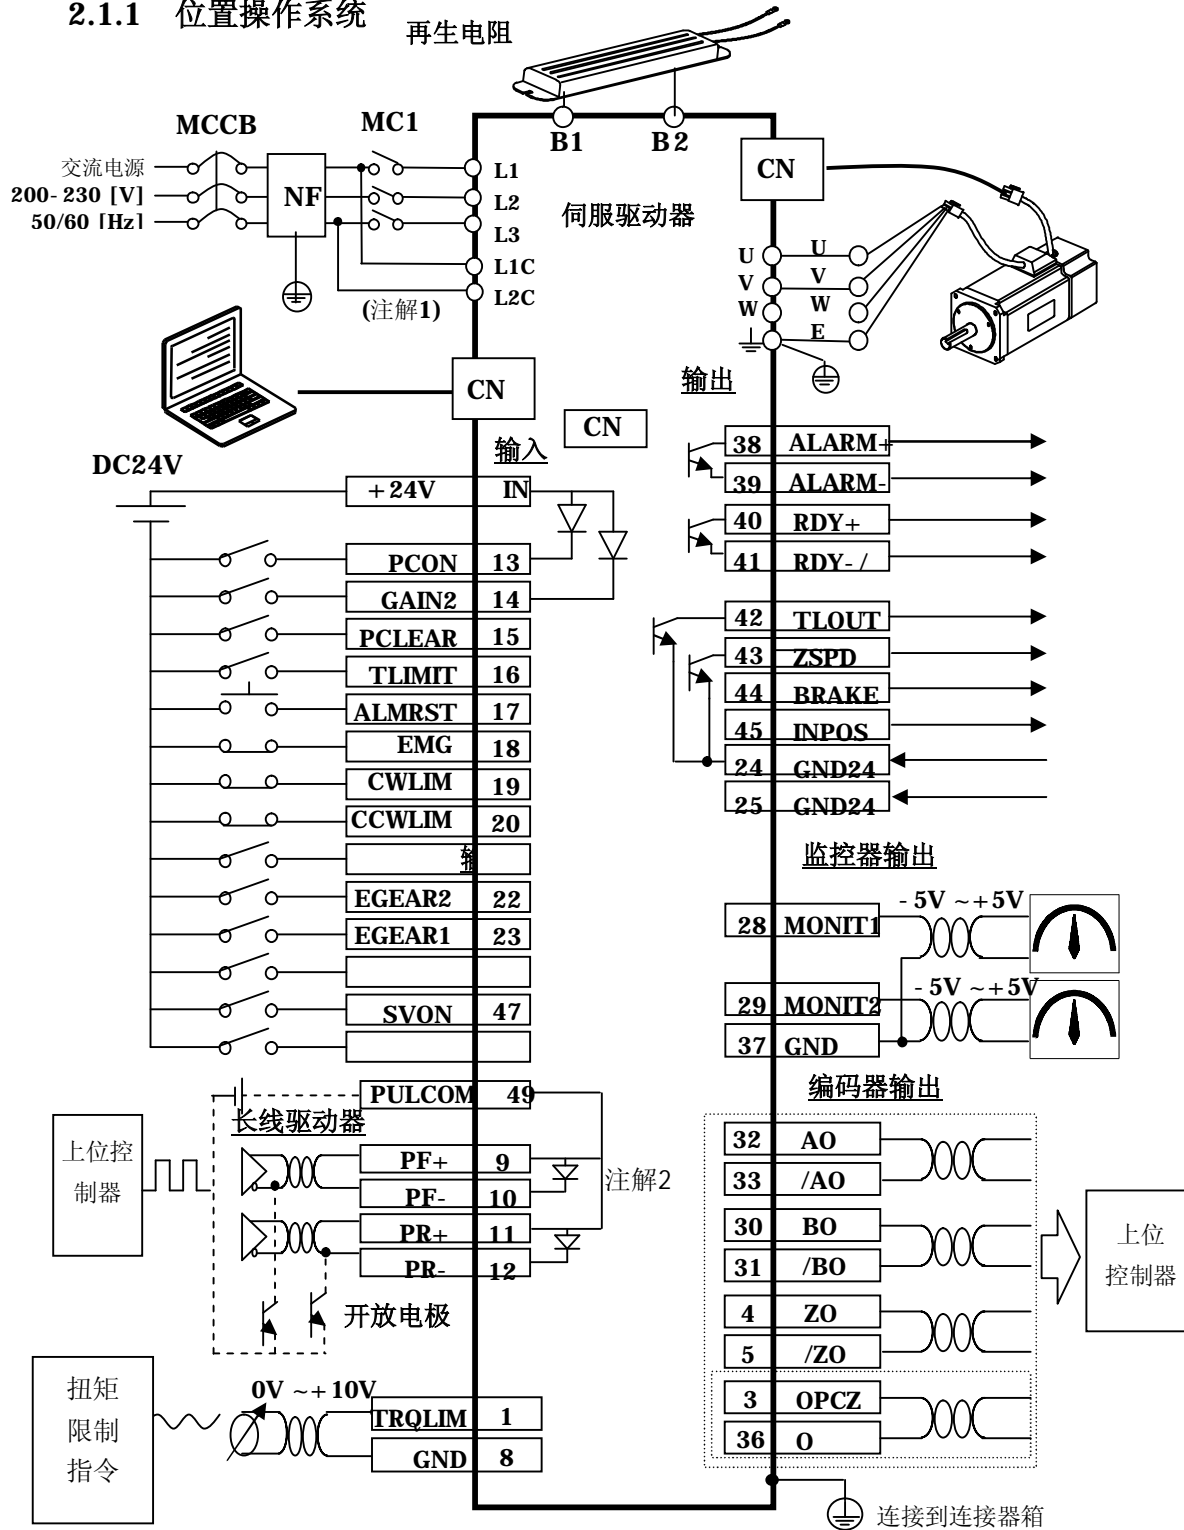 2.1.1 位置操作系统
再生电阻
MCCB
MC1
B1
B2
CN
交流电源
200- 230 [V]
50/60 [Hz]
NF
L1
L2
L3
L1C
L2C
(注解1)
伺服驱动器
U
V
W
U
V
W
E
CN
CN
输出
输入
DC24V
+24V IN
PCON 13
GAIN2 14
PCLEAR 15
TLIMIT 16
ALMRST 17
EMG 18
CWLIM 19
CCWLIM 20
EGEAR2 22
EGEAR1 23
SVON 47
38 ALARM+
39 ALARM-
40 RDY+
41 RDY- /
42 TLOUT
43 ZSPD
44 BRAKE
45 INPOS
24 GND24
25 GND24
监控器输出
- 5V ~+5V
28 MONIT1
- 5V ~+5V
29 MONIT2
37 GND
编码器输出
PULCOM 49
长线驱动器
上位控
制器
PF+ 9
PF- 10
PR+ 11
PR- 12
注解2
开放电极
32 AO
33 /AO
30 BO
31 /BO
4 ZO
5 /ZO
3 OPCZ
36 O
上位
控制器
扭矩
限制
指令
0V ~+10V
TRQLIM 1
GND 8
连接到连接器箱